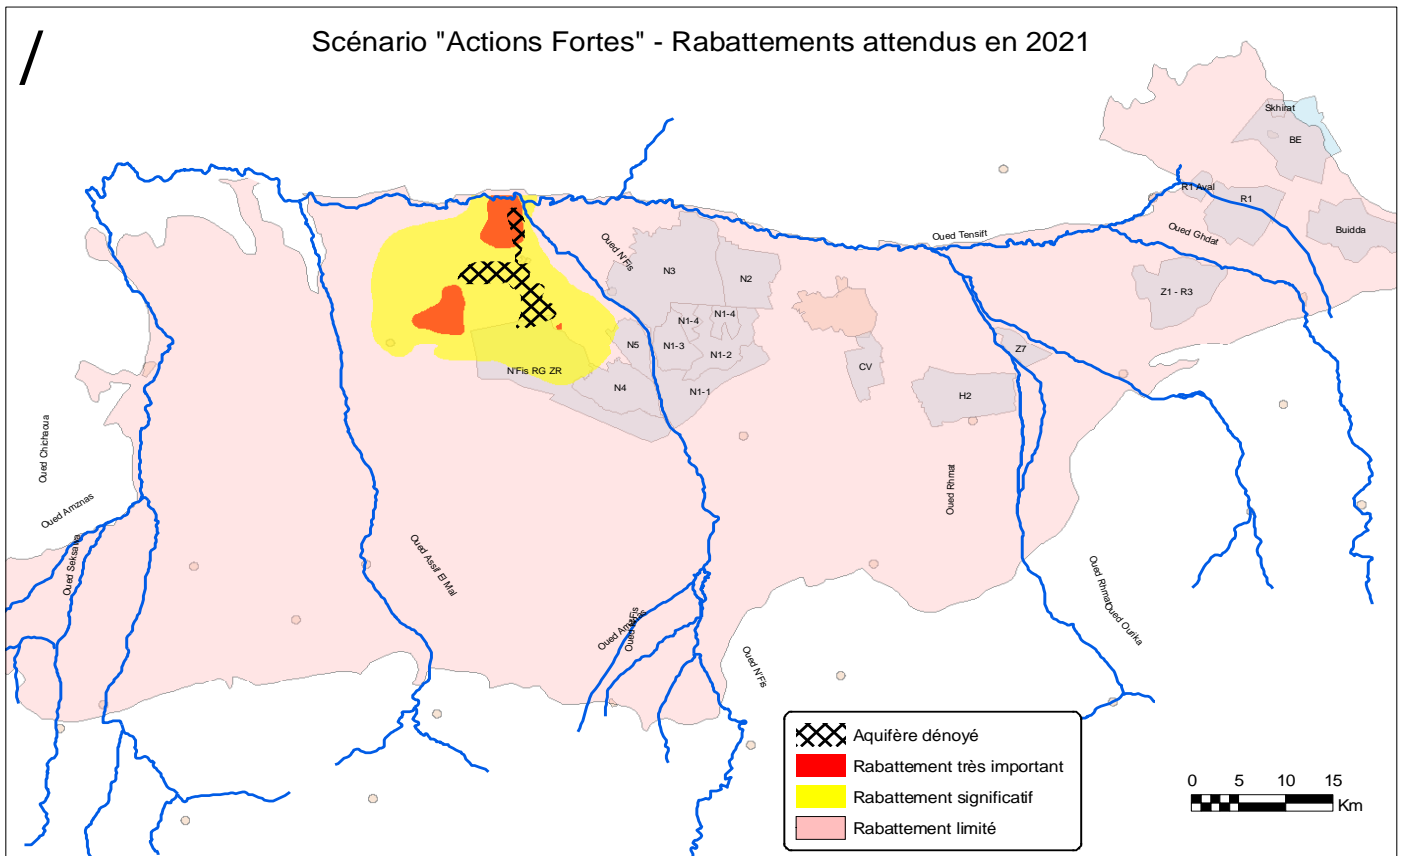 Scénario "Actions Fortes" - Rabattements attendus en 2021
/
Skhirat
BE
R1 Aval
R1
Buidda
Oued Tensift
Oued Ghdat
Oued N'Fis
N3
N2
Z1 - R3
N1-4
N1-4
N5
N1-3
N1-2
Z7
CV
N'Fis RG ZR
N4
N1-1
H2
Oued Chichaoua
Oued Amznas
Oued Seksawa
Oued Assif El Mal
Oued Rhmat
Oued Rhmat
Oued Ourika
Oued N'Fis
Oued N'Fis
Aquifère dénoyé
Rabattement très important
Rabattement significatif
Rabattement limité
0 5 10 15
Km